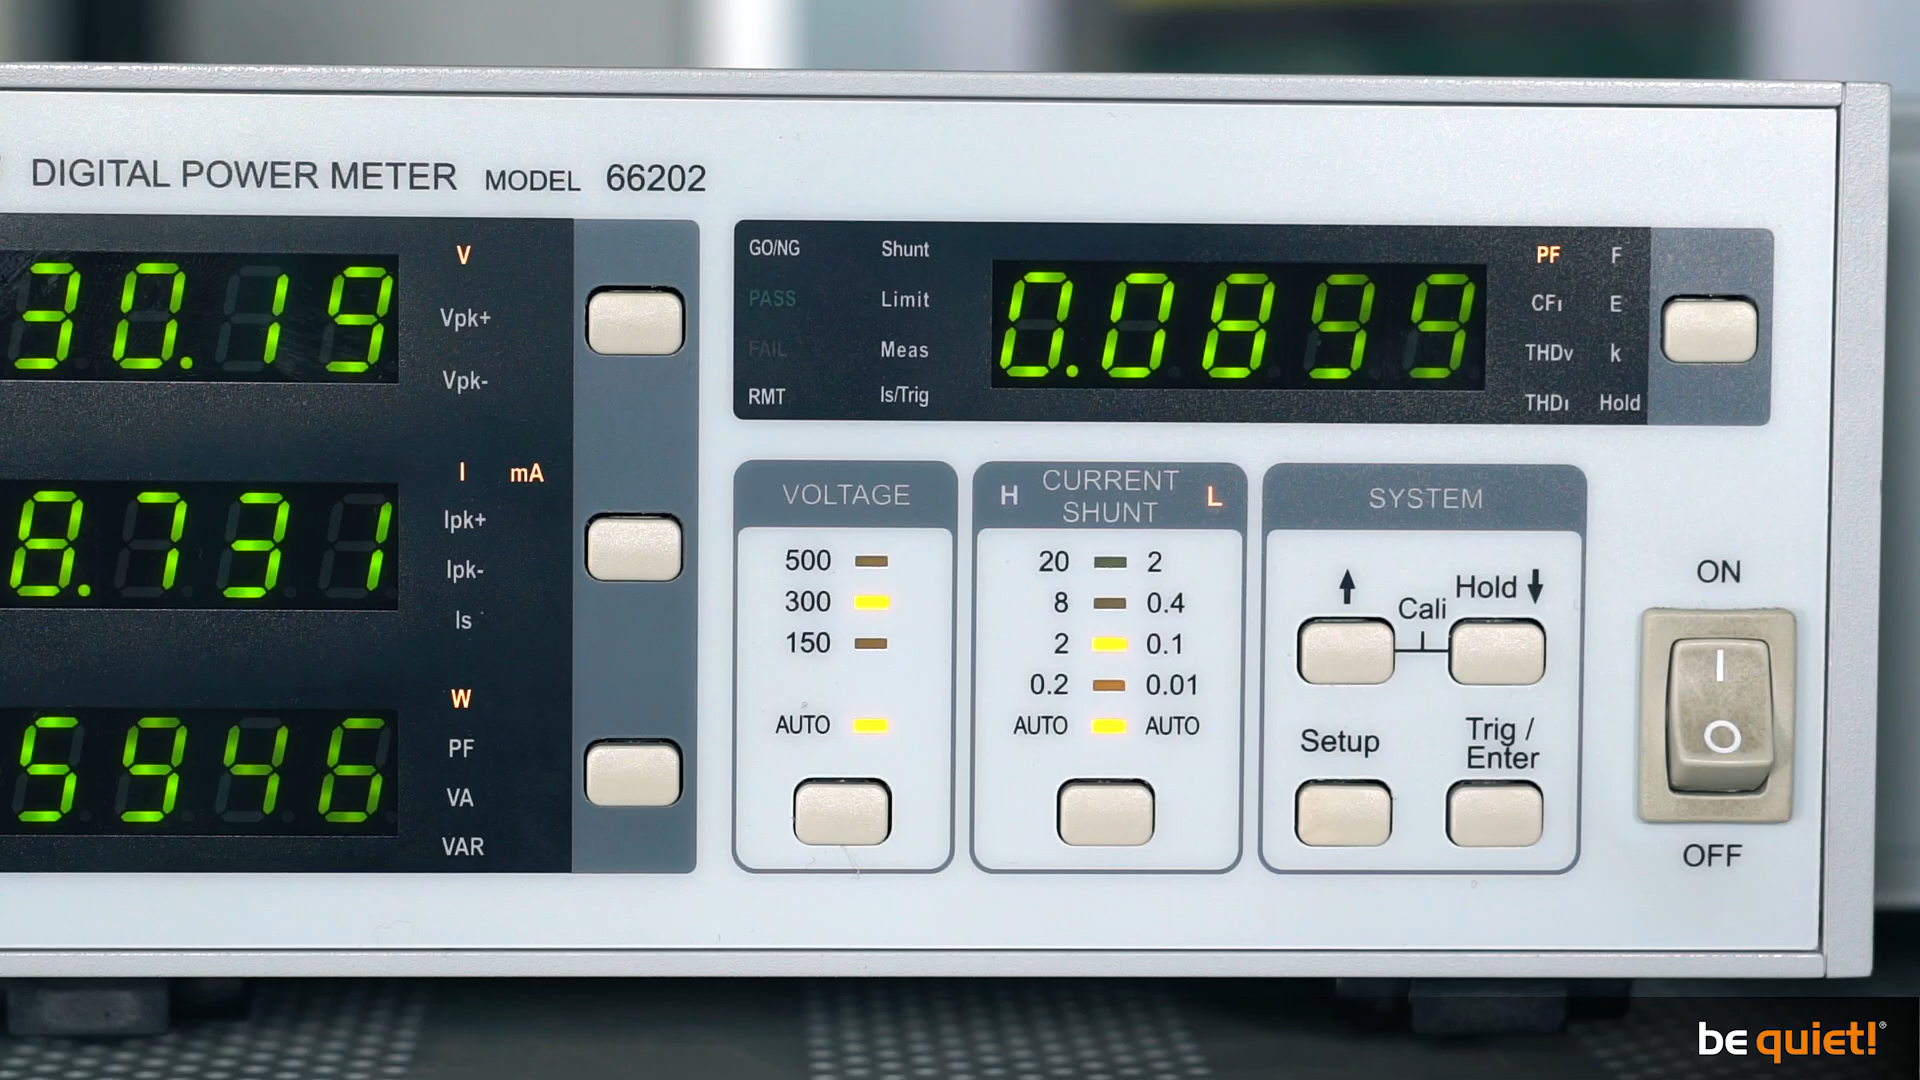 DIGITAL POWER METER MODEL 66202
30.19
V
Vpk+
Vpk-
8.731
I mA
Ipk+
Ipk-
Is
5946
W
PF
VA
VAR
GO/NG Shunt
PASS Limit
FAIL Meas
RMT Is/Trig
0.0899
PF F
CFI E
THDV k
THDI Hold
VOLTAGE
500
300
150
AUTO
H CURRENT SHUNT L
20 2
8 0.4
2 0.1
0.2 0.01
AUTO AUTO
SYSTEM
Hold
Cali
Setup
Trig /
Enter
ON
OFF
be quiet!®